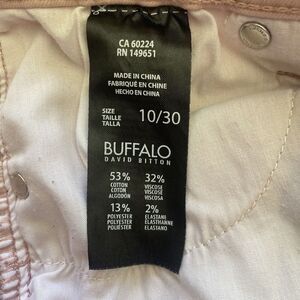 CA 60224
RN 149651
MADE IN CHINA
FABRIQUÉ EN CHINE
HECHO EN CHINA
SIZE
TAILLE
TALLA
10/30
BUFFALO
DAVID BITTON
53% 32%
COTTON VISCOSE
COTON VISCOSE
ALGODÓN VISCOSA
13% 2%
POLYESTER ELASTANE
POLYESTER ELASTHANNE
POLIÉSTER ELASTANO